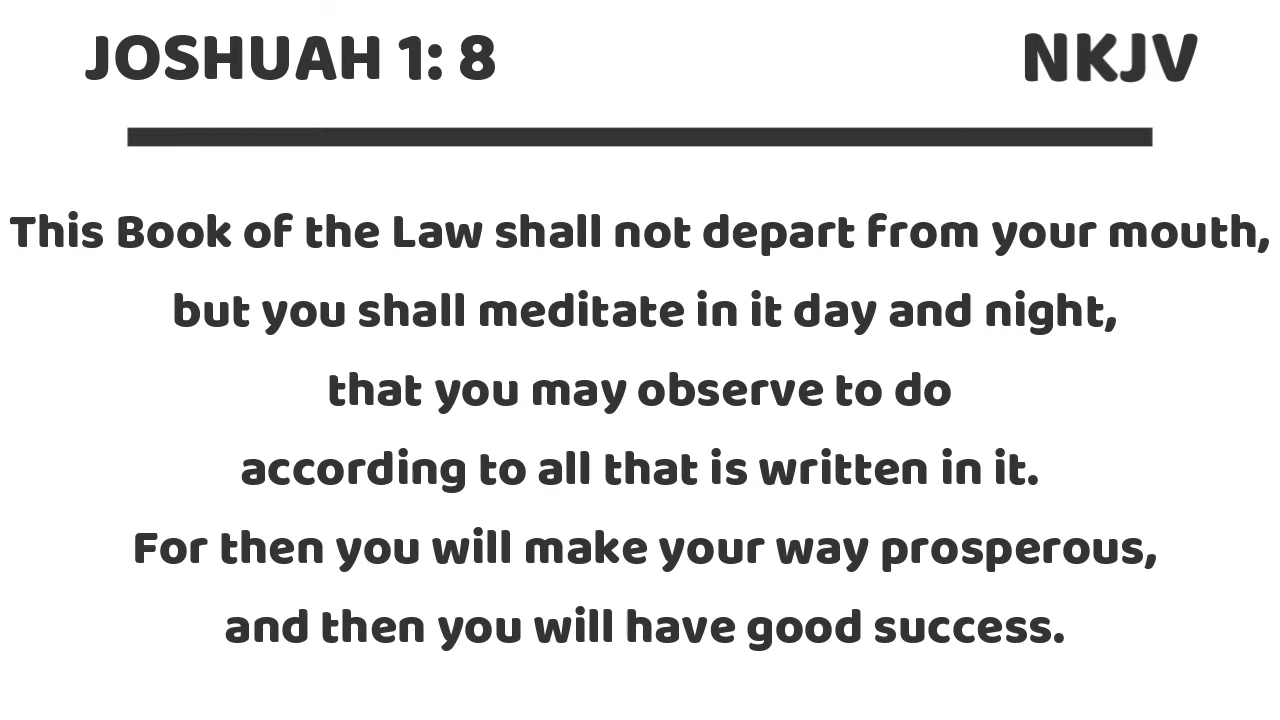 JOSHUAH 1: 8 NKJV
This Book of the Law shall not depart from your mouth,
but you shall meditate in it day and night,
that you may observe to do
according to all that is written in it.
For then you will make your way prosperous,
and then you will have good success.